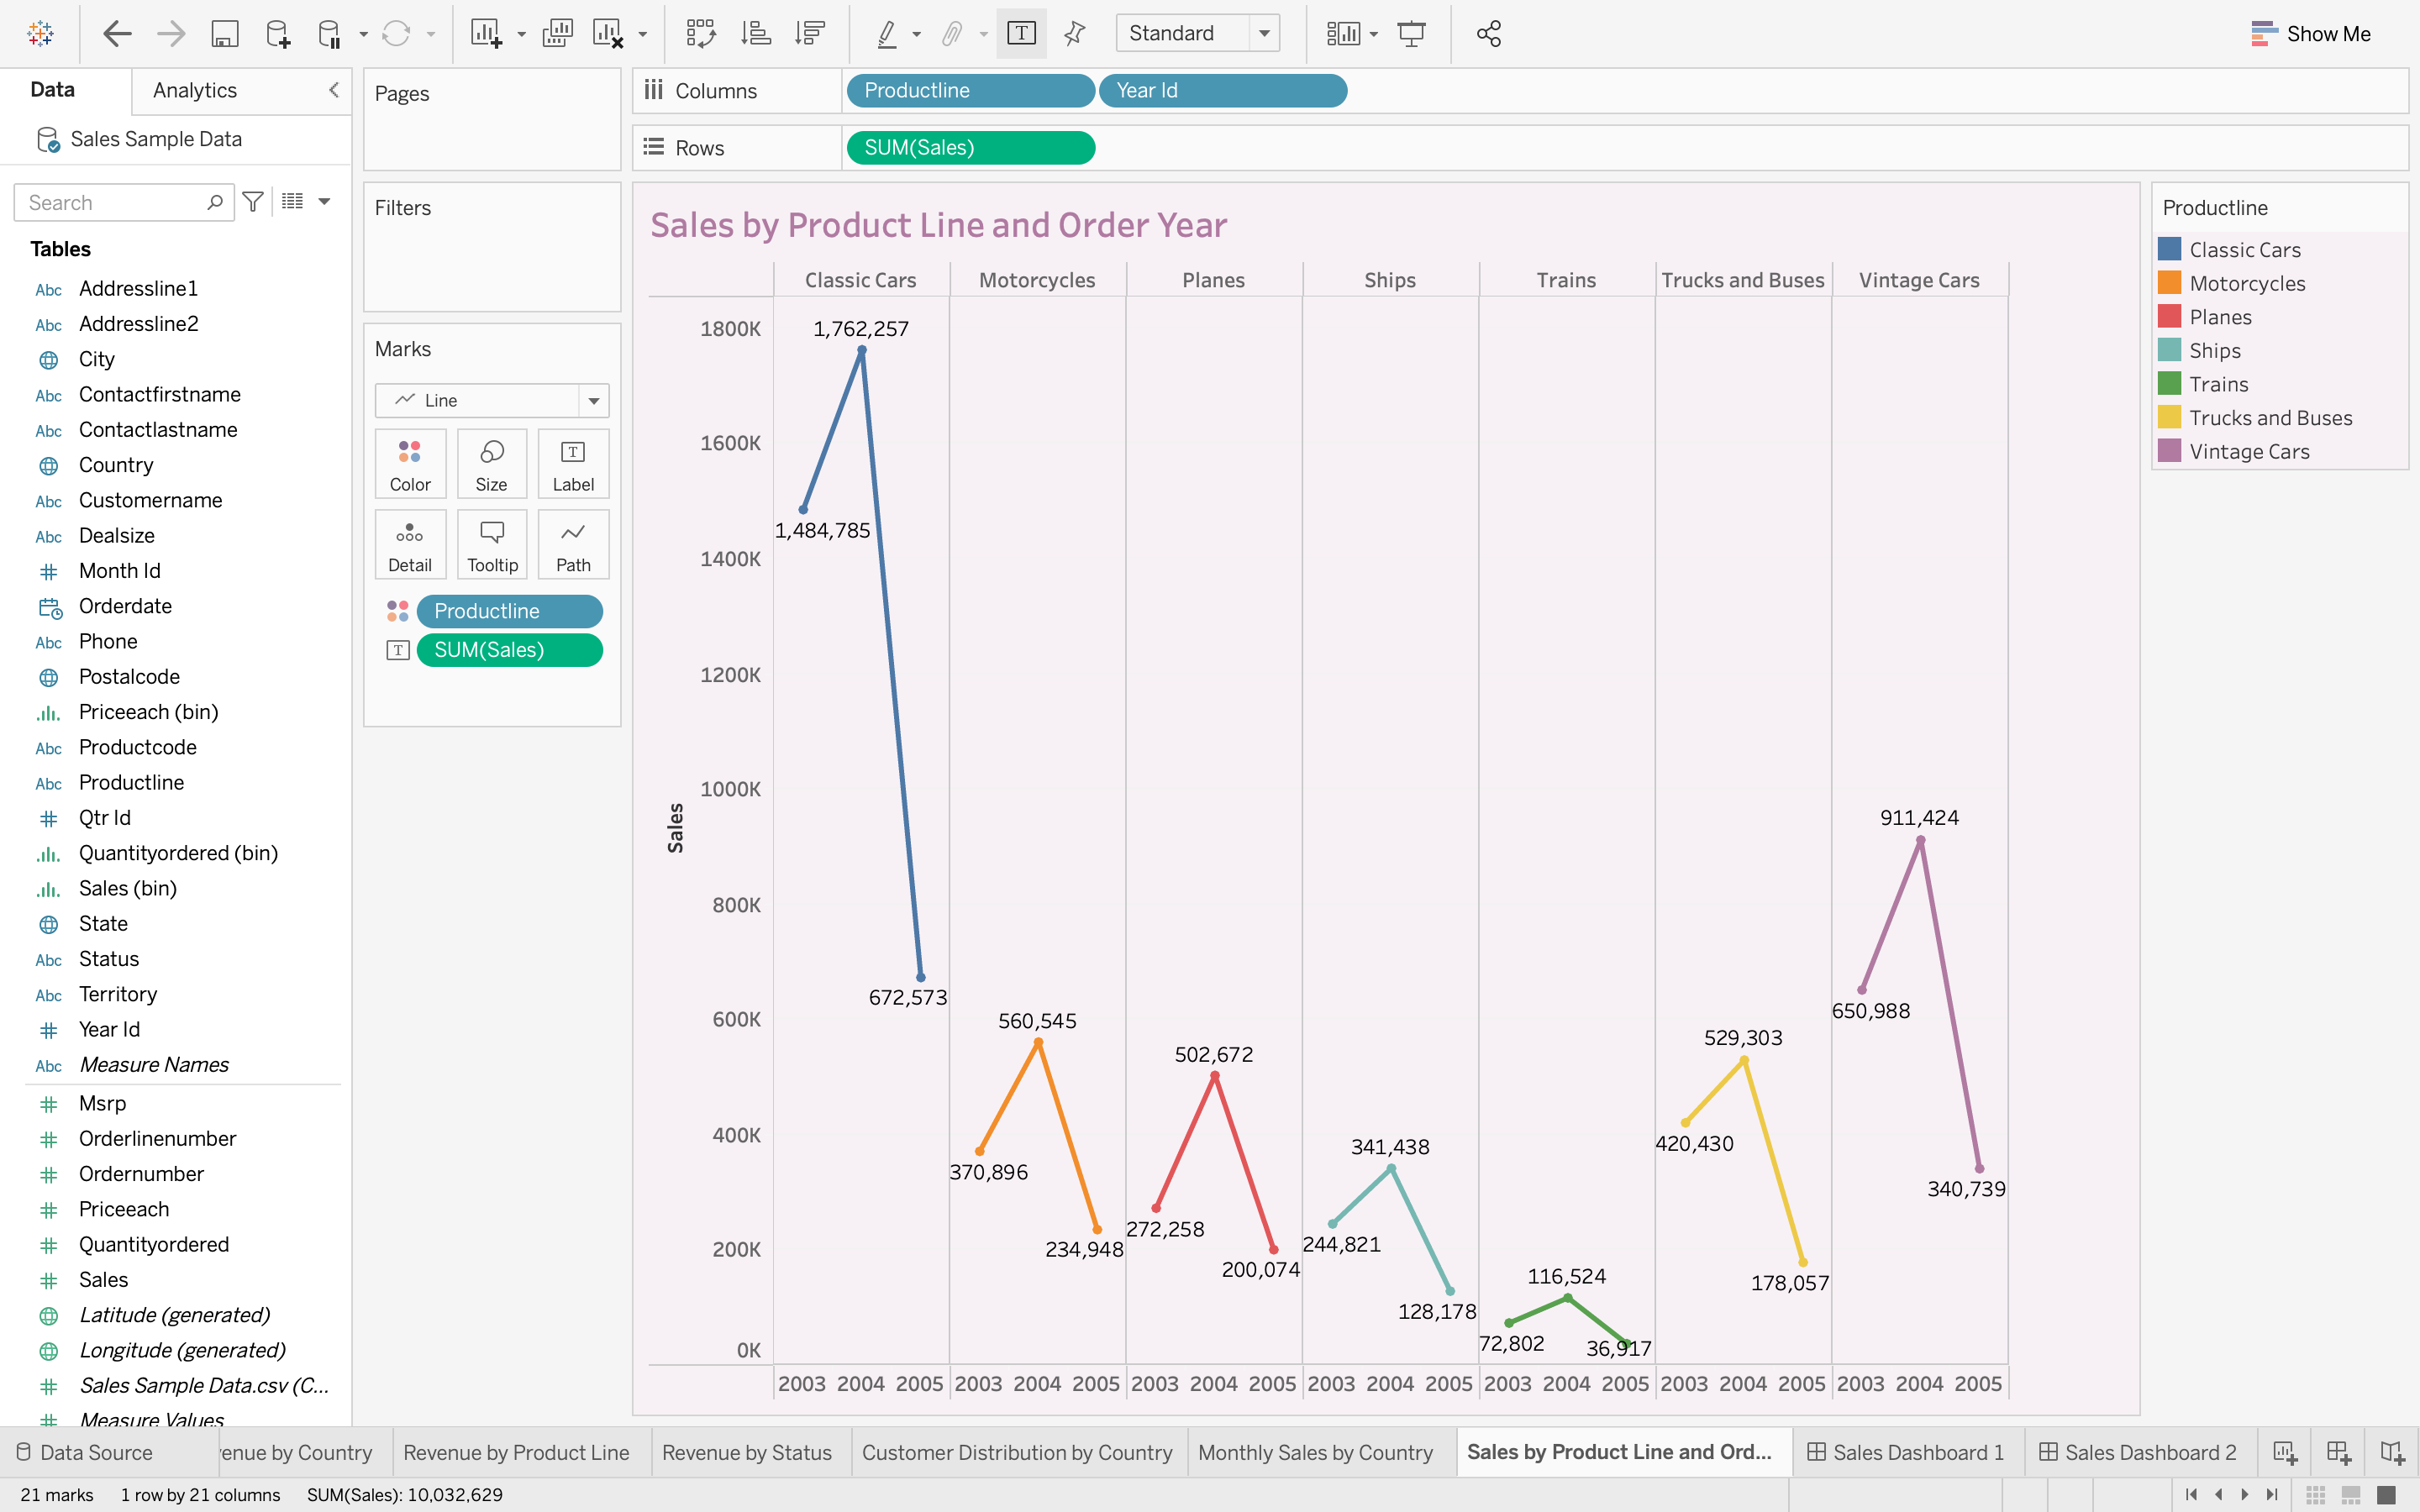 Standard
Show Me
Data
Analytics
Sales Sample Data
Search
Tables
Abc Addressline1
Abc Addressline2
City
Abc Contactfirstname
Abc Contactlastname
Country
Abc Customername
Abc Dealsize
Month Id
Orderdate
Abc Phone
Postalcode
Priceeach (bin)
Abc Productcode
Abc Productline
Qtr Id
Quantityordered (bin)
Sales (bin)
State
Abc Status
Abc Territory
Year Id
Abc Measure Names
Msrp
Orderlinenumber
Ordernumber
Priceeach
Quantityordered
Sales
Latitude (generated)
Longitude (generated)
Sales Sample Data.csv (C...
Measure Values
Pages
Filters
Marks
Line
Color Size Label
Detail Tooltip Path
Productline
SUM(Sales)
Columns Productline Year Id
Rows SUM(Sales)
Sales by Product Line and Order Year
Classic Cars Motorcycles Planes Ships Trains Trucks and Buses Vintage Cars
Sales
1800K
1600K
1400K
1200K
1000K
800K
600K
400K
200K
0K
1,484,785
1,762,257
672,573
370,896
560,545
234,948
272,258
502,672
200,074
244,821
341,438
128,178
72,802
116,524
36,917
420,430
529,303
178,057
650,988
911,424
340,739
2003 2004 2005 2003 2004 2005 2003 2004 2005 2003 2004 2005 2003 2004 2005 2003 2004 2005 2003 2004 2005
Productline
Classic Cars
Motorcycles
Planes
Ships
Trains
Trucks and Buses
Vintage Cars
Data Source enue by Country Revenue by Product Line Revenue by Status Customer Distribution by Country Monthly Sales by Country Sales by Product Line and Ord... Sales Dashboard 1 Sales Dashboard 2
21 marks 1 row by 21 columns SUM(Sales): 10,032,629